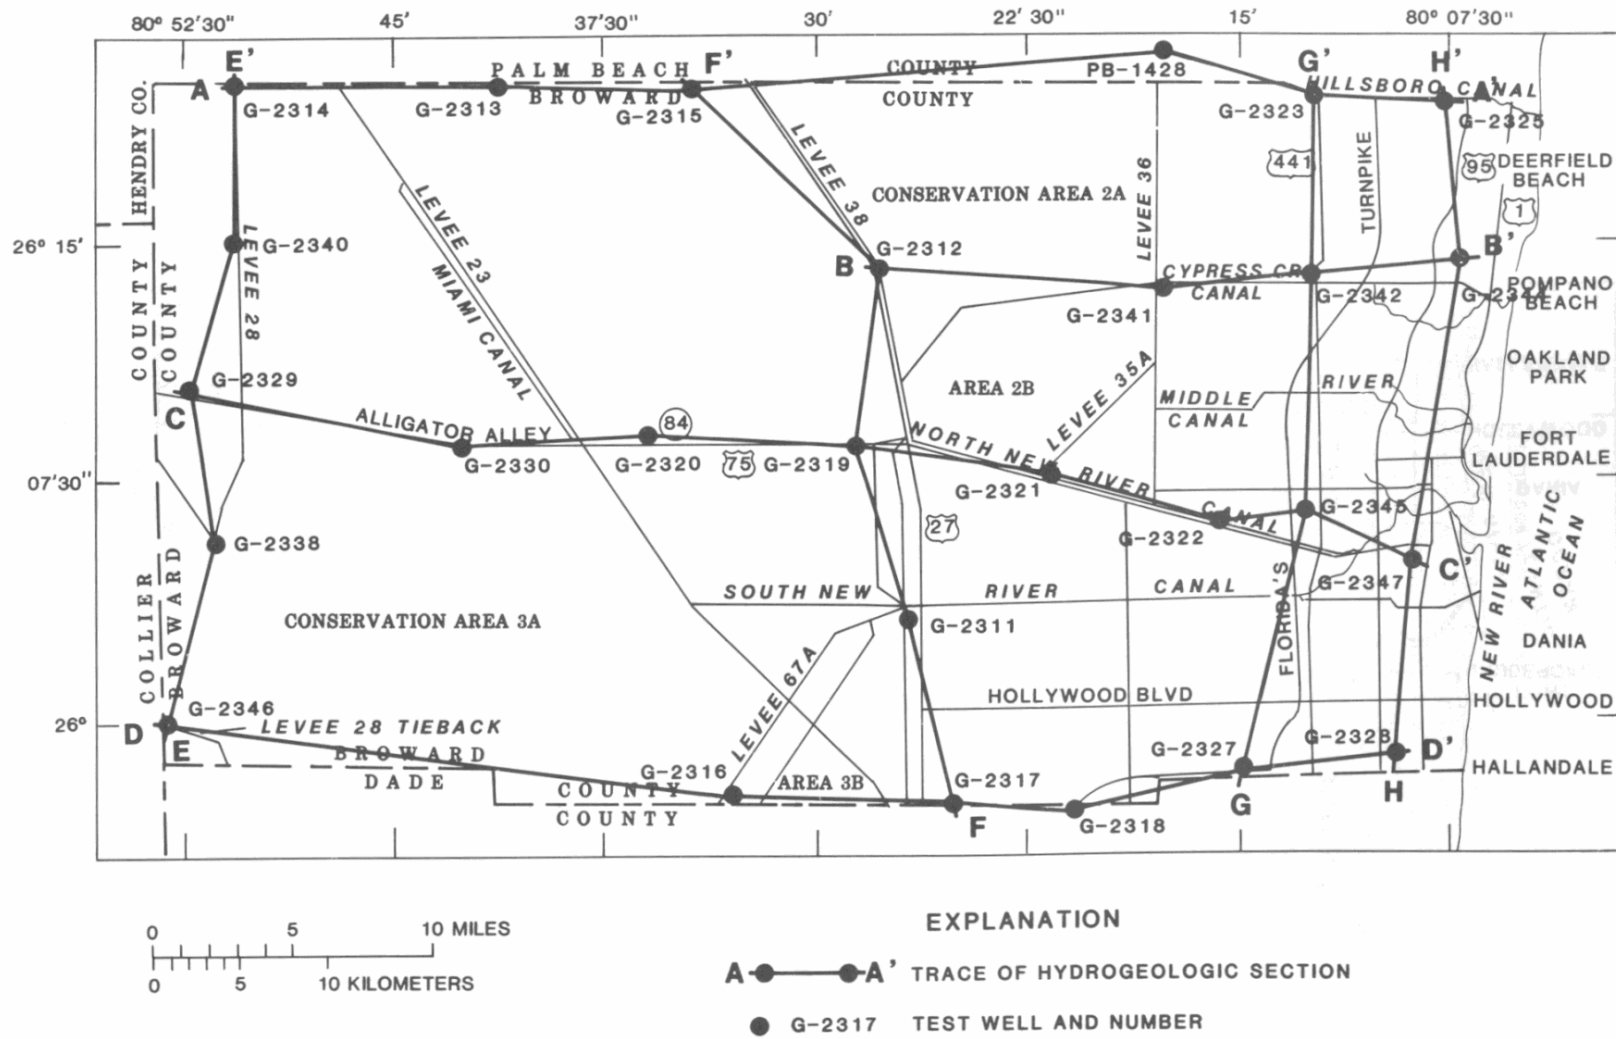 80° 52'30"
45'
37'30"
30'
22'30"
15'
80° 07'30"
E'
F'
G'
H'
A
PALM BEACH
COUNTY
PB-1428
BROWARD
COUNTY
HILLSBORO CANAL
A'
G-2314
G-2313
G-2315
G-2323
G-2325
HENDRY CO.
LEVEE 38
LEVEE 36
441
TURNPIKE
95
DEERFIELD
BEACH
CONSERVATION AREA 2A
LEVEE 23
MIAMI CANAL
1
26° 15'
G-2340
LEVEE 28
G-2312
B
B'
COUNTY
COUNTY
CYPRESS CR
CANAL
G-2341
G-2342
G-2344
POMPANO
BEACH
G-2329
C
AREA 2B
LEVEE 35A
MIDDLE
RIVER
CANAL
OAKLAND
PARK
ALLIGATOR ALLEY
84
G-2330
G-2320
75
G-2319
NORTH NEW RIVER CANAL
G-2321
FORT
LAUDERDALE
07'30"
G-2338
27
G-2322
G-2345
G-2347
C'
NEW RIVER
ATLANTIC
OCEAN
COLLIER
BROWARD
CONSERVATION AREA 3A
SOUTH NEW
RIVER
CANAL
G-2311
FLORIDA'S
DANIA
LEVEE 67A
HOLLYWOOD BLVD
HOLLYWOOD
26°
D
E
G-2346
LEVEE 28 TIEBACK
BROWARD
DADE
G-2316
COUNTY
COUNTY
AREA 3B
G-2317
F
G-2318
G-2327
G
G-2328
D'
H
HALLANDALE
0
5
10 MILES
0
5
10 KILOMETERS
EXPLANATION
A A' TRACE OF HYDROGEOLOGIC SECTION
G-2317 TEST WELL AND NUMBER